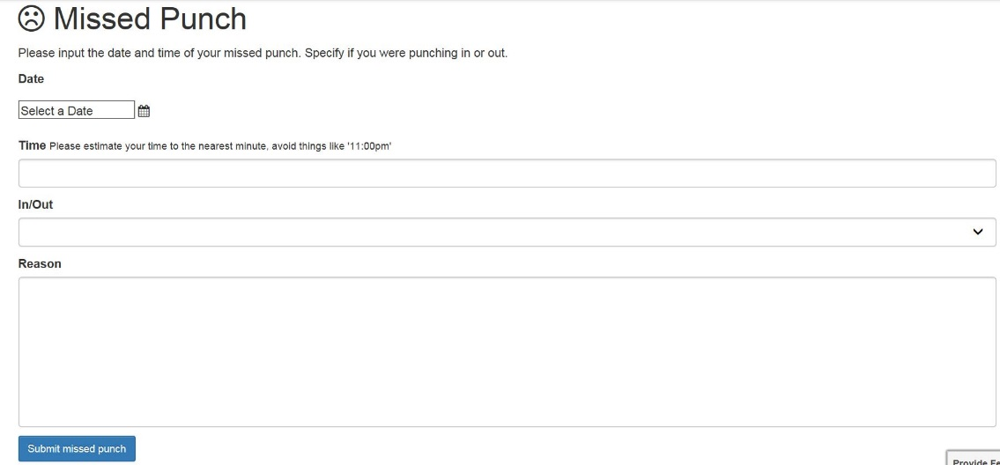 Missed Punch
Please input the date and time of your missed punch. Specify if you were punching in or out.
Date
Select a Date
Time Please estimate your time to the nearest minute, avoid things like '11:00pm'
In/Out
Reason
Submit missed punch
Provide